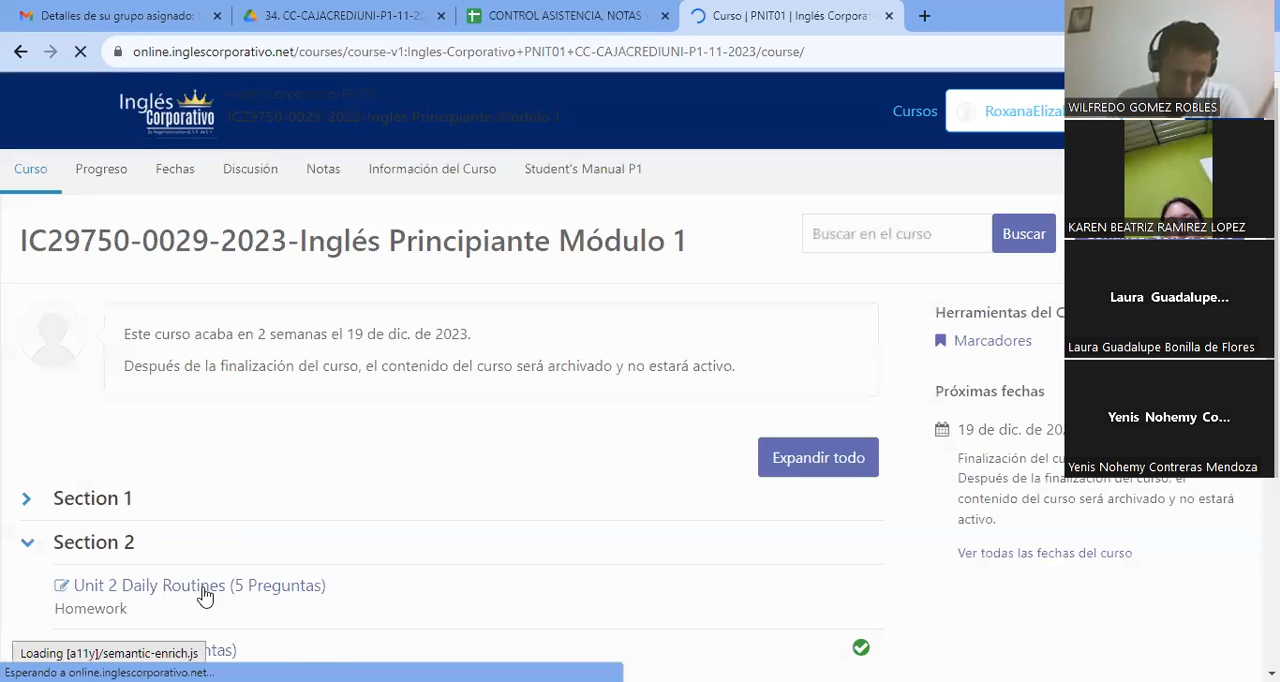 Detalles de su grupo asignado:
34. CC-CAJACREDIUNI-P1-11-20
CONTROL ASISTENCIA, NOTAS
Curso | PNIT01 | Inglés Corporat
online.inglescorporativo.net/courses/course-v1:Ingles-Corporativo+PNIT01+CC-CAJACREDIUNI-P1-11-2023/course/
Inglés
Corporativo
IC29750-0029-2023-Inglés Principiante Módulo 1
Cursos
RoxanaEliza
Curso
Progreso
Fechas
Discusión
Notas
Información del Curso
Student's Manual P1
IC29750-0029-2023-Inglés Principiante Módulo 1
Buscar en el curso
Buscar
Este curso acaba en 2 semanas el 19 de dic. de 2023.
Después de la finalización del curso, el contenido del curso será archivado y no estará activo.
Expandir todo
Section 1
Section 2
Unit 2 Daily Routines (5 Preguntas)
Homework
ntas)
Loading [a11y]/semantic-enrich.js
Esperando a online.inglescorporativo.net...
Herramientas del C
Marcadores
Próximas fechas
19 de dic. de 202
Finalización del cu
Después de la finalización del curso, el
contenido del curso será archivado y no estará
activo.
Ver todas las fechas del curso
WILFREDO GOMEZ ROBLES
KAREN BEATRIZ RAMIREZ LOPEZ
Laura Guadalupe...
Laura Guadalupe Bonilla de Flores
Yenis Nohemy Co...
Yenis Nohemy Contreras Mendoza